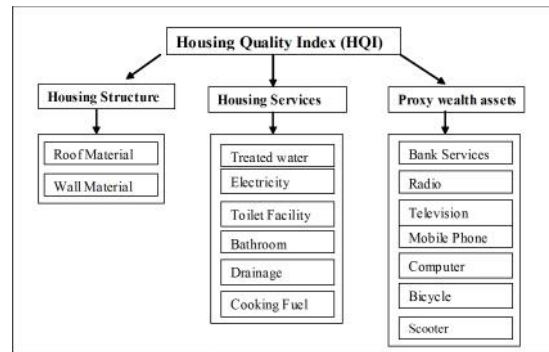 Housing Quality Index (HQI)
Housing Structure
Roof Material
Wall Material
Housing Services
Treated water
Electricity
Toilet Facility
Bathroom
Drainage
Cooking Fuel
Proxy wealth assets
Bank Services
Radio
Television
Mobile Phone
Computer
Bicycle
Scooter